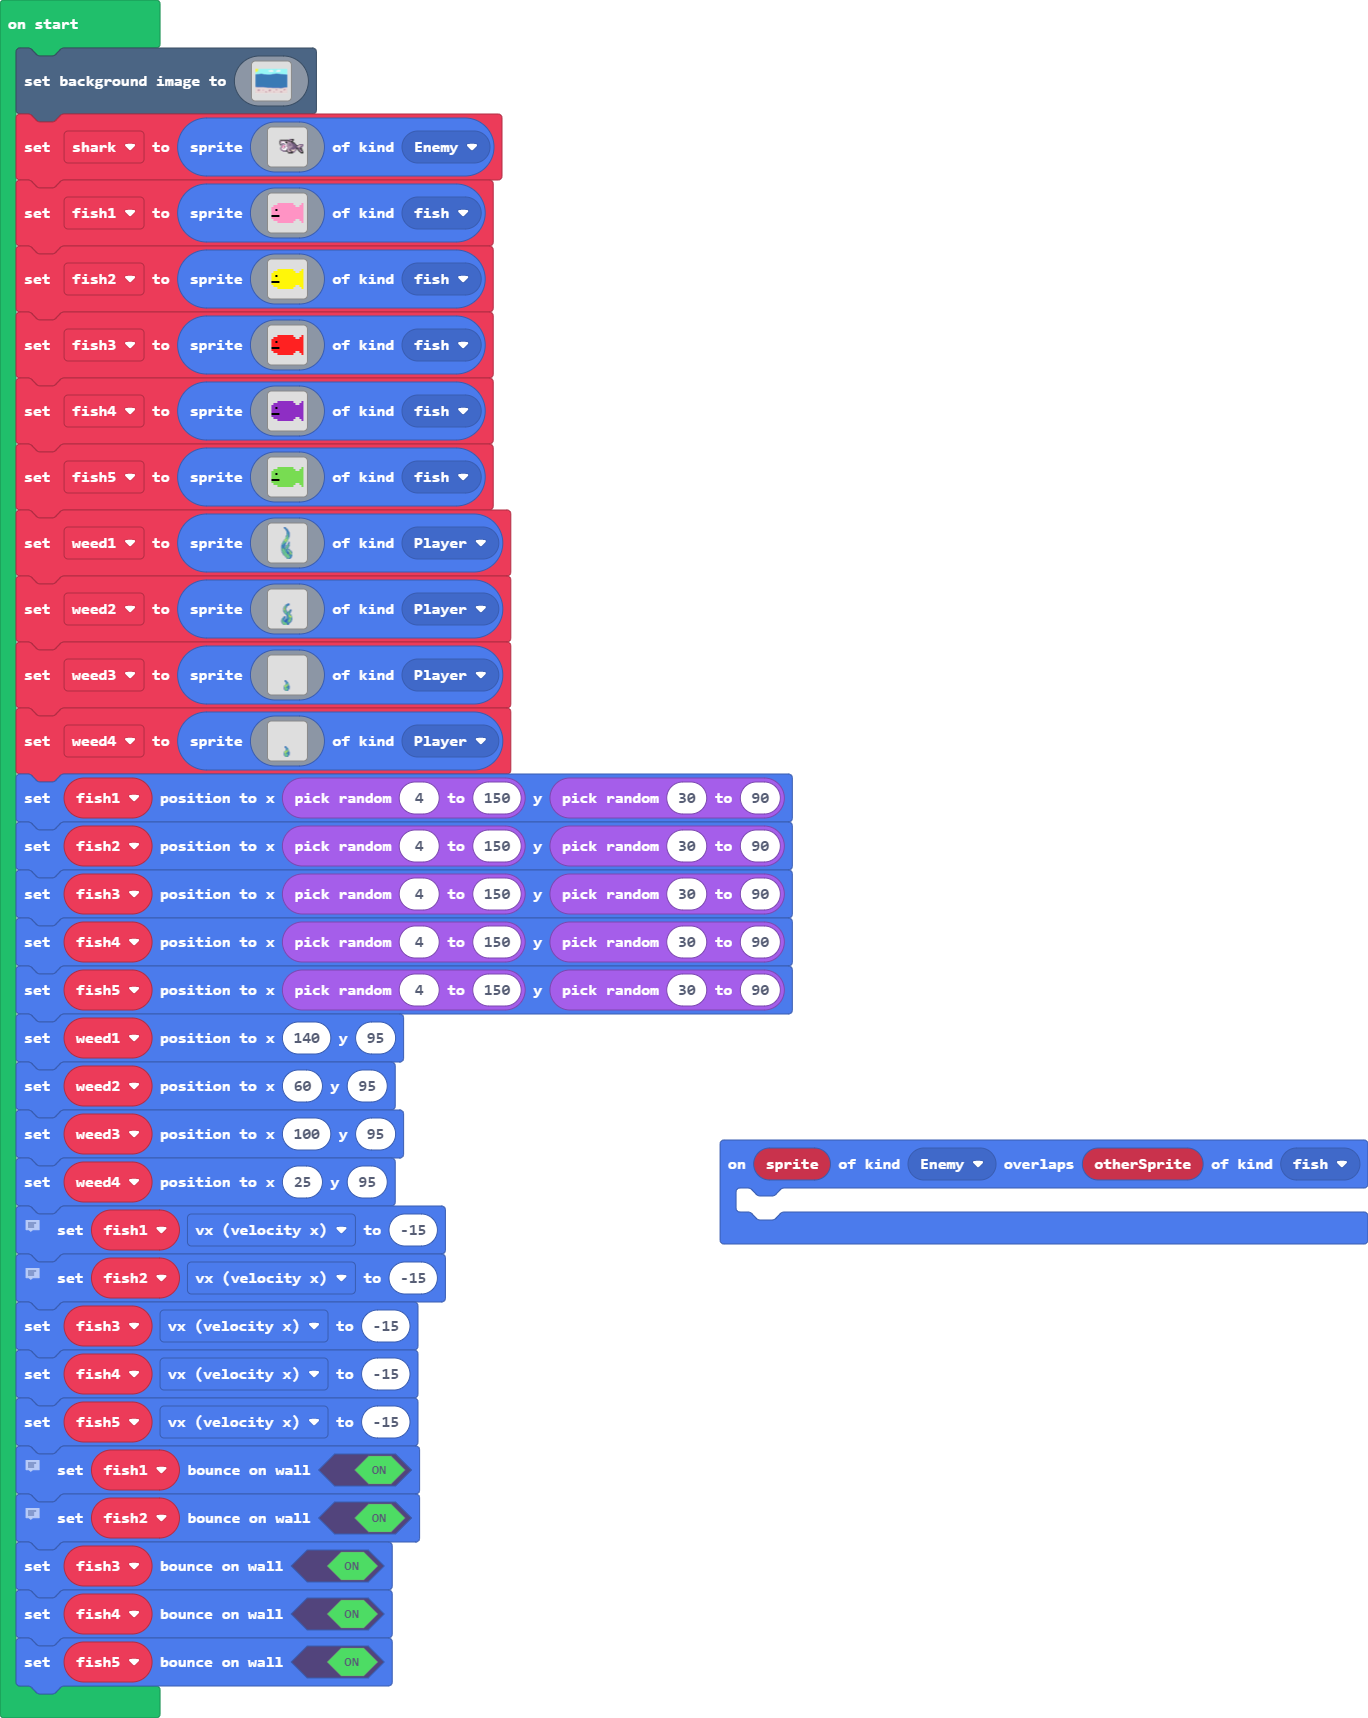 on start
set background image to
set shark to sprite of kind Enemy
set fish1 to sprite of kind fish
set fish2 to sprite of kind fish
set fish3 to sprite of kind fish
set fish4 to sprite of kind fish
set fish5 to sprite of kind fish
set weed1 to sprite of kind Player
set weed2 to sprite of kind Player
set weed3 to sprite of kind Player
set weed4 to sprite of kind Player
set fish1 position to x pick random 4 to 150 y pick random 30 to 90
set fish2 position to x pick random 4 to 150 y pick random 30 to 90
set fish3 position to x pick random 4 to 150 y pick random 30 to 90
set fish4 position to x pick random 4 to 150 y pick random 30 to 90
set fish5 position to x pick random 4 to 150 y pick random 30 to 90
set weed1 position to x 140 y 95
set weed2 position to x 60 y 95
set weed3 position to x 100 y 95
set weed4 position to x 25 y 95
set fish1 vx (velocity x) to -15
set fish2 vx (velocity x) to -15
set fish3 vx (velocity x) to -15
set fish4 vx (velocity x) to -15
set fish5 vx (velocity x) to -15
set fish1 bounce on wall ON
set fish2 bounce on wall ON
set fish3 bounce on wall ON
set fish4 bounce on wall ON
set fish5 bounce on wall ON
on sprite of kind Enemy overlaps otherSprite of kind fish